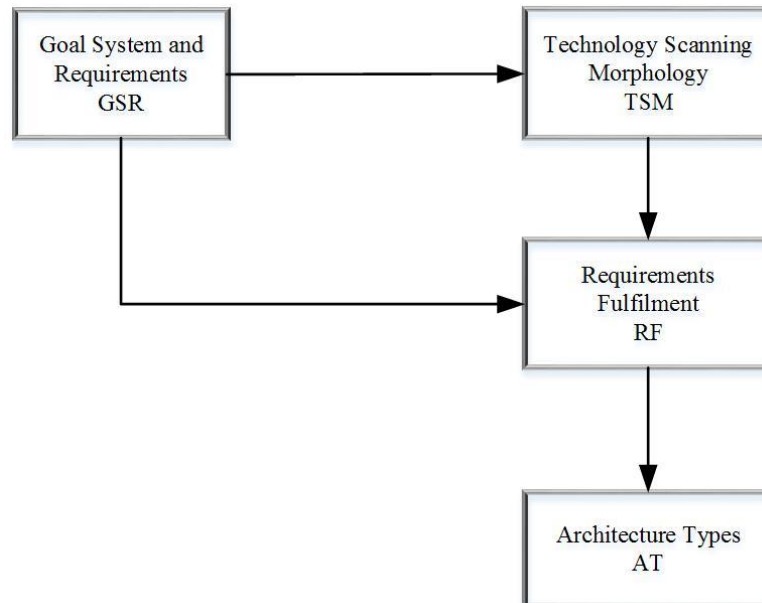 Goal System and
Requirements
GSR
Technology Scanning
Morphology
TSM
Requirements
Fulfilment
RF
Architecture Types
AT